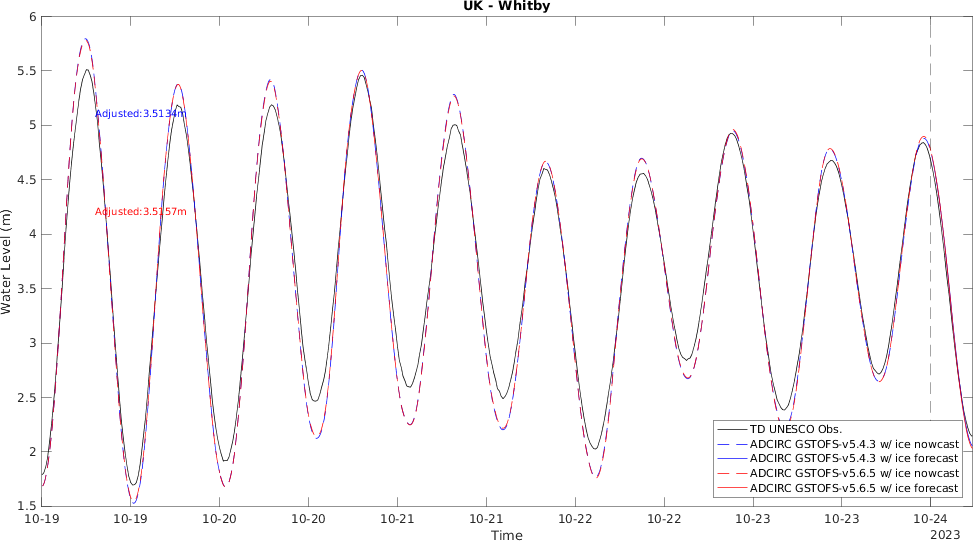 UK - Whitby
6
5.5
5
4.5
4
3.5
3
2.5
2
1.5
Water Level (m)
Adjusted:3.5134m
Adjusted:3.5157m
TD UNESCO Obs.
ADCIRC GSTOFS-v5.4.3 w/ ice nowcast
ADCIRC GSTOFS-v5.4.3 w/ ice forecast
ADCIRC GSTOFS-v5.6.5 w/ ice nowcast
ADCIRC GSTOFS-v5.6.5 w/ ice forecast
10-19 10-19 10-20 10-20 10-21 10-21 10-22 10-22 10-23 10-23 10-24
Time
2023